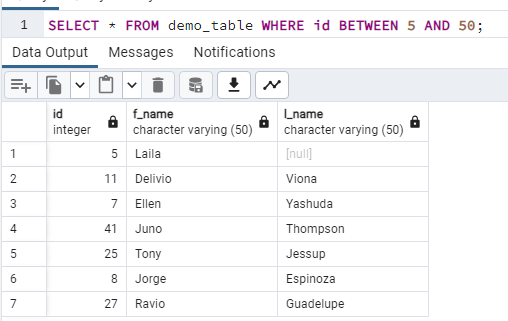 1 SELECT * FROM demo_table WHERE id BETWEEN 5 AND 50;
Data Output Messages Notifications
id f_name l_name
integer character varying (50) character varying (50)
1 5 Laila [null]
2 11 Delivio Viona
3 7 Ellen Yashuda
4 41 Juno Thompson
5 25 Tony Jessup
6 8 Jorge Espinoza
7 27 Ravio Guadelupe